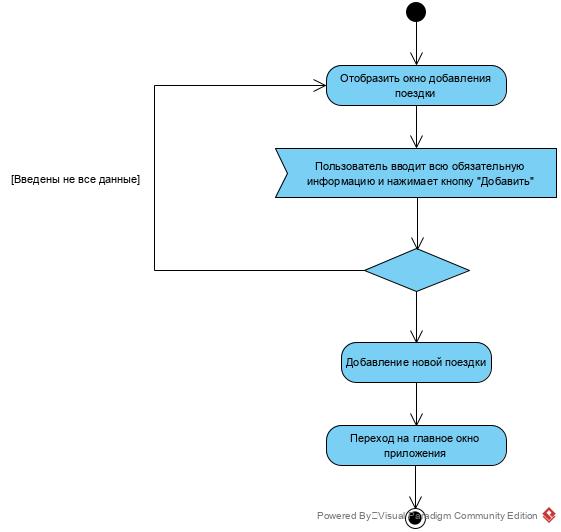 Отобразить окно добавления
поездки
[Введены не все данные]
Пользователь вводит всю обязательную
информацию и нажимает кнопку "Добавить"
Добавление новой поездки
Переход на главное окно
приложения
Powered By Visual Paradigm Community Edition